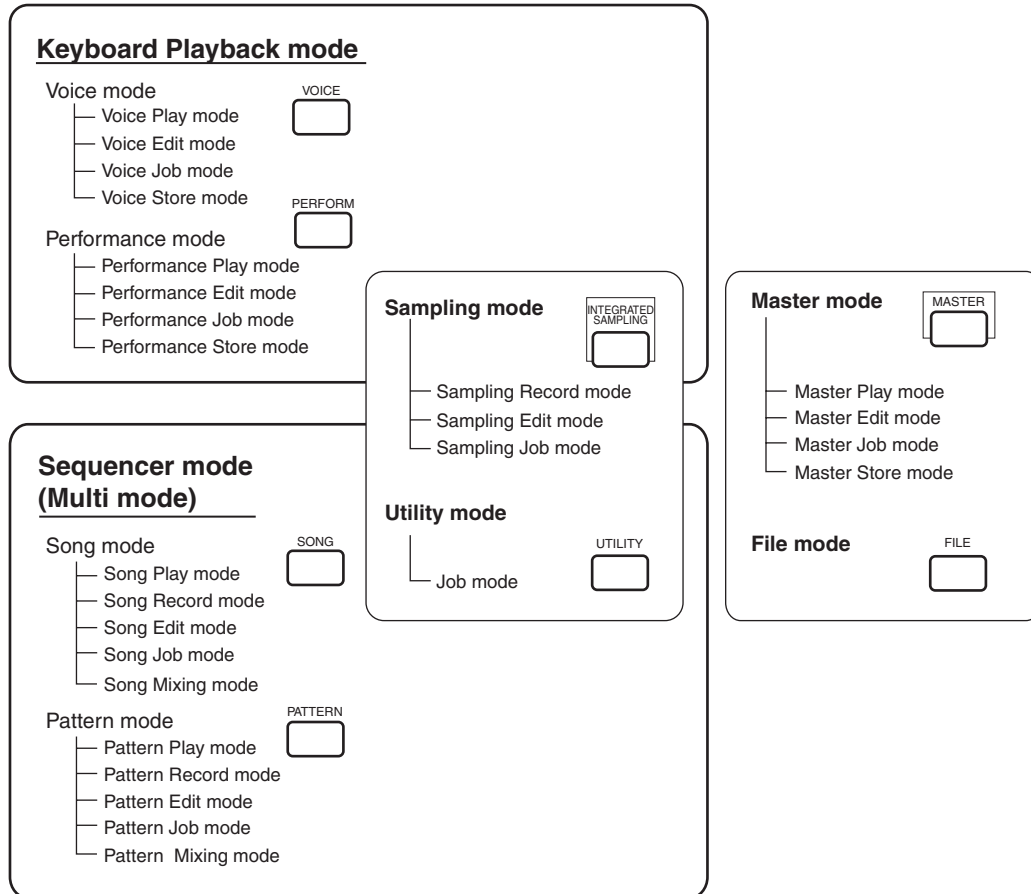 Keyboard Playback mode
Voice mode
VOICE
Voice Play mode
Voice Edit mode
Voice Job mode
Voice Store mode
PERFORM
Performance mode
Performance Play mode
Performance Edit mode
Performance Job mode
Performance Store mode
Sampling mode
INTEGRATED
SAMPLING
Sampling Record mode
Sampling Edit mode
Sampling Job mode
Utility mode
UTILITY
Job mode
Master mode
MASTER
Master Play mode
Master Edit mode
Master Job mode
Master Store mode
File mode
FILE
Sequencer mode
(Multi mode)
Song mode
SONG
Song Play mode
Song Record mode
Song Edit mode
Song Job mode
Song Mixing mode
Pattern mode
PATTERN
Pattern Play mode
Pattern Record mode
Pattern Edit mode
Pattern Job mode
Pattern  Mixing mode